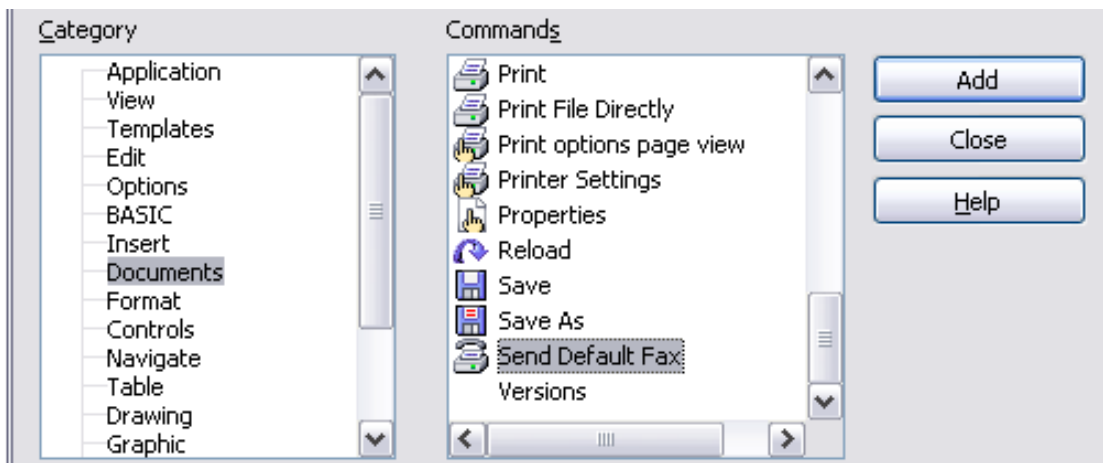 Category
Application
View
Templates
Edit
Options
BASIC
Insert
Documents
Format
Controls
Navigate
Table
Drawing
Graphic
Commands
Print
Print File Directly
Print options page view
Printer Settings
Properties
Reload
Save
Save As
Send Default Fax
Versions
Add
Close
Help